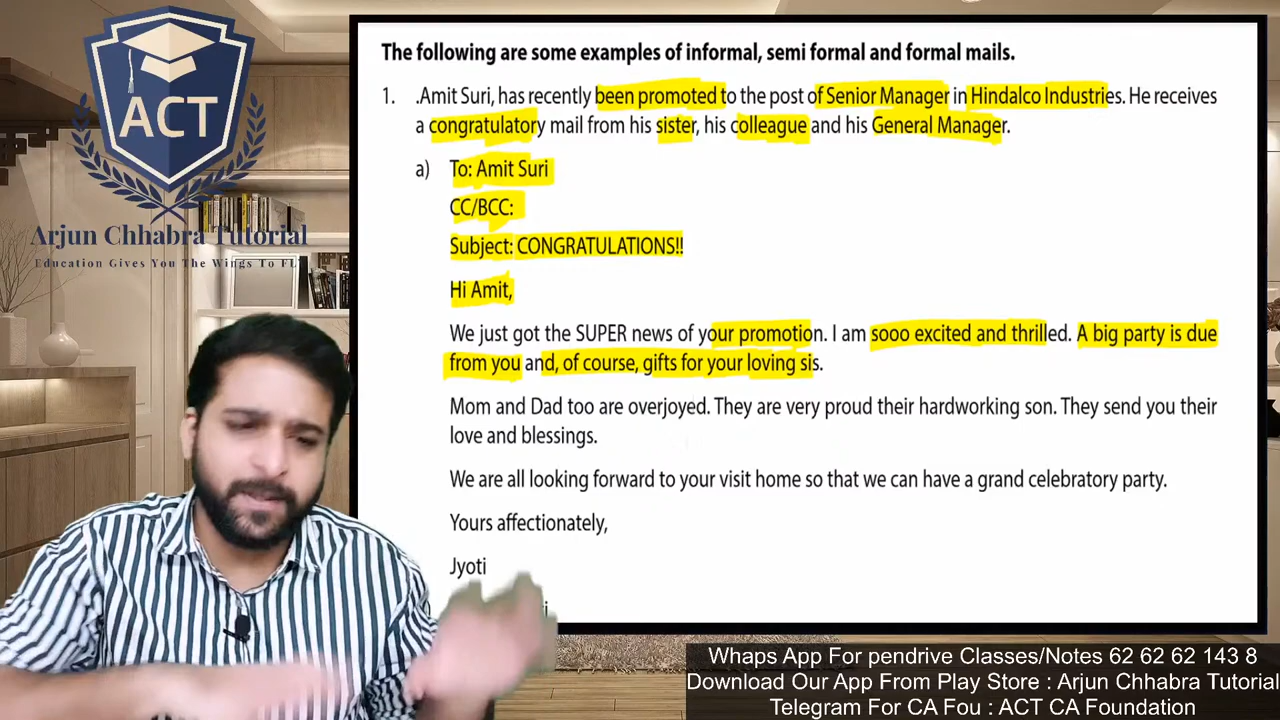 ACT
Arjun Chhabra Tutorial
Education Gives You The Wings To
The following are some examples of informal, semi formal and formal mails.
1. .Amit Suri, has recently been promoted to the post of Senior Manager in Hindalco Industries. He receives
a congratulatory mail from his sister, his colleague and his General Manager.
a) To: Amit Suri
CC/BCC:
Subject: CONGRATULATIONS!!
Hi Amit,
We just got the SUPER news of your promotion. I am sooo excited and thrilled. A big party is due
from you and, of course, gifts for your loving sis.
Mom and Dad too are overjoyed. They are very proud their hardworking son. They send you their
love and blessings.
We are all looking forward to your visit home so that we can have a grand celebratory party.
Yours affectionately,
Jyoti
Whaps App For pendrive Classes/Notes 62 62 62 143 8
Download Our App From Play Store : Arjun Chhabra Tutorial
Telegram For CA Fou : ACT CA Foundation